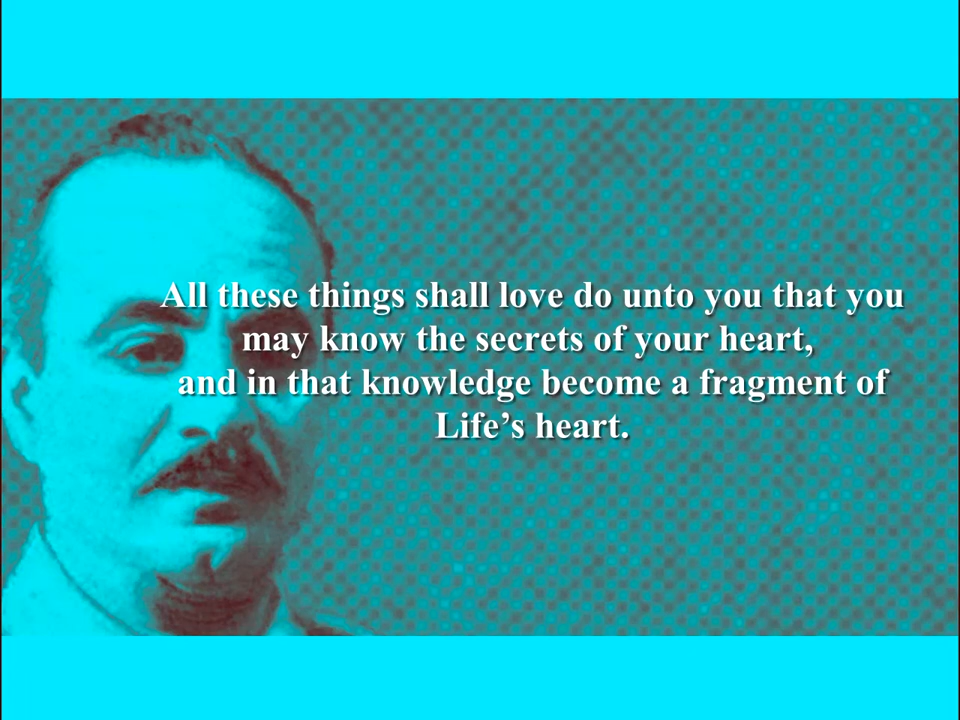 All these things shall love do unto you that you
may know the secrets of your heart,
and in that knowledge become a fragment of
Life’s heart.